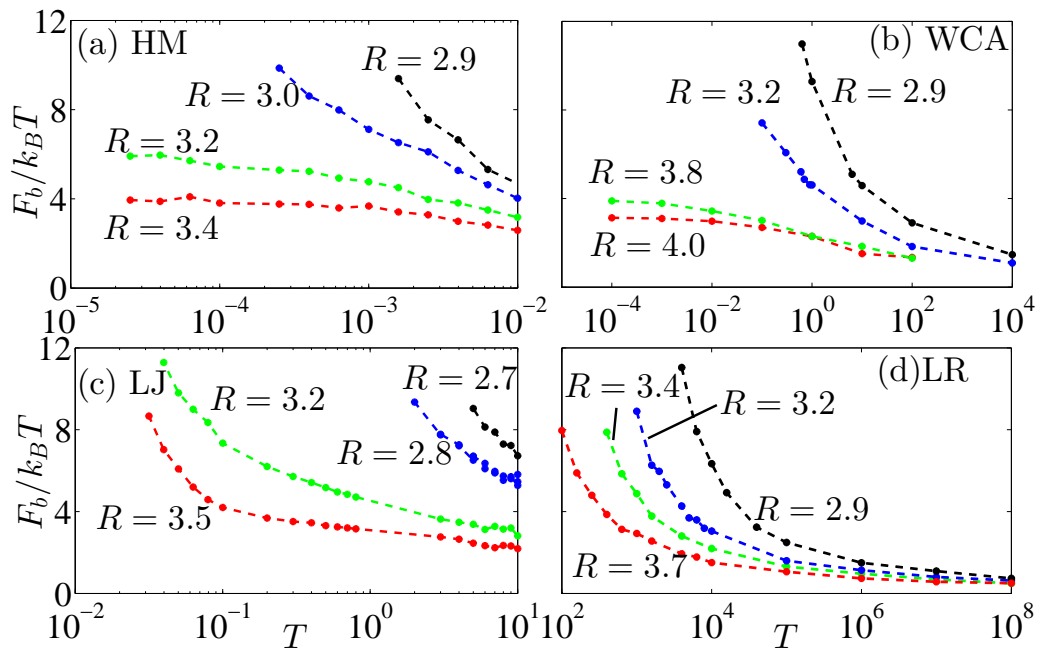 12
8
4
0
F_b/k_BT
(a) HM
R = 2.9
R = 3.0
R = 3.2
R = 3.4
10^−5
10^−4
10^−3
10^−2
(b) WCA
R = 3.2
R = 2.9
R = 3.8
R = 4.0
10^−4
10^−2
10^0
10^2
10^4
12
8
4
0
F_b/k_BT
(c) LJ
R = 2.7
R = 3.2
R = 2.8
R = 3.5
10^−2
10^−1
10^0
10^1
T
(d)LR
R = 3.4
R = 3.2
R = 2.9
R = 3.7
10^2
10^4
10^6
10^8
T